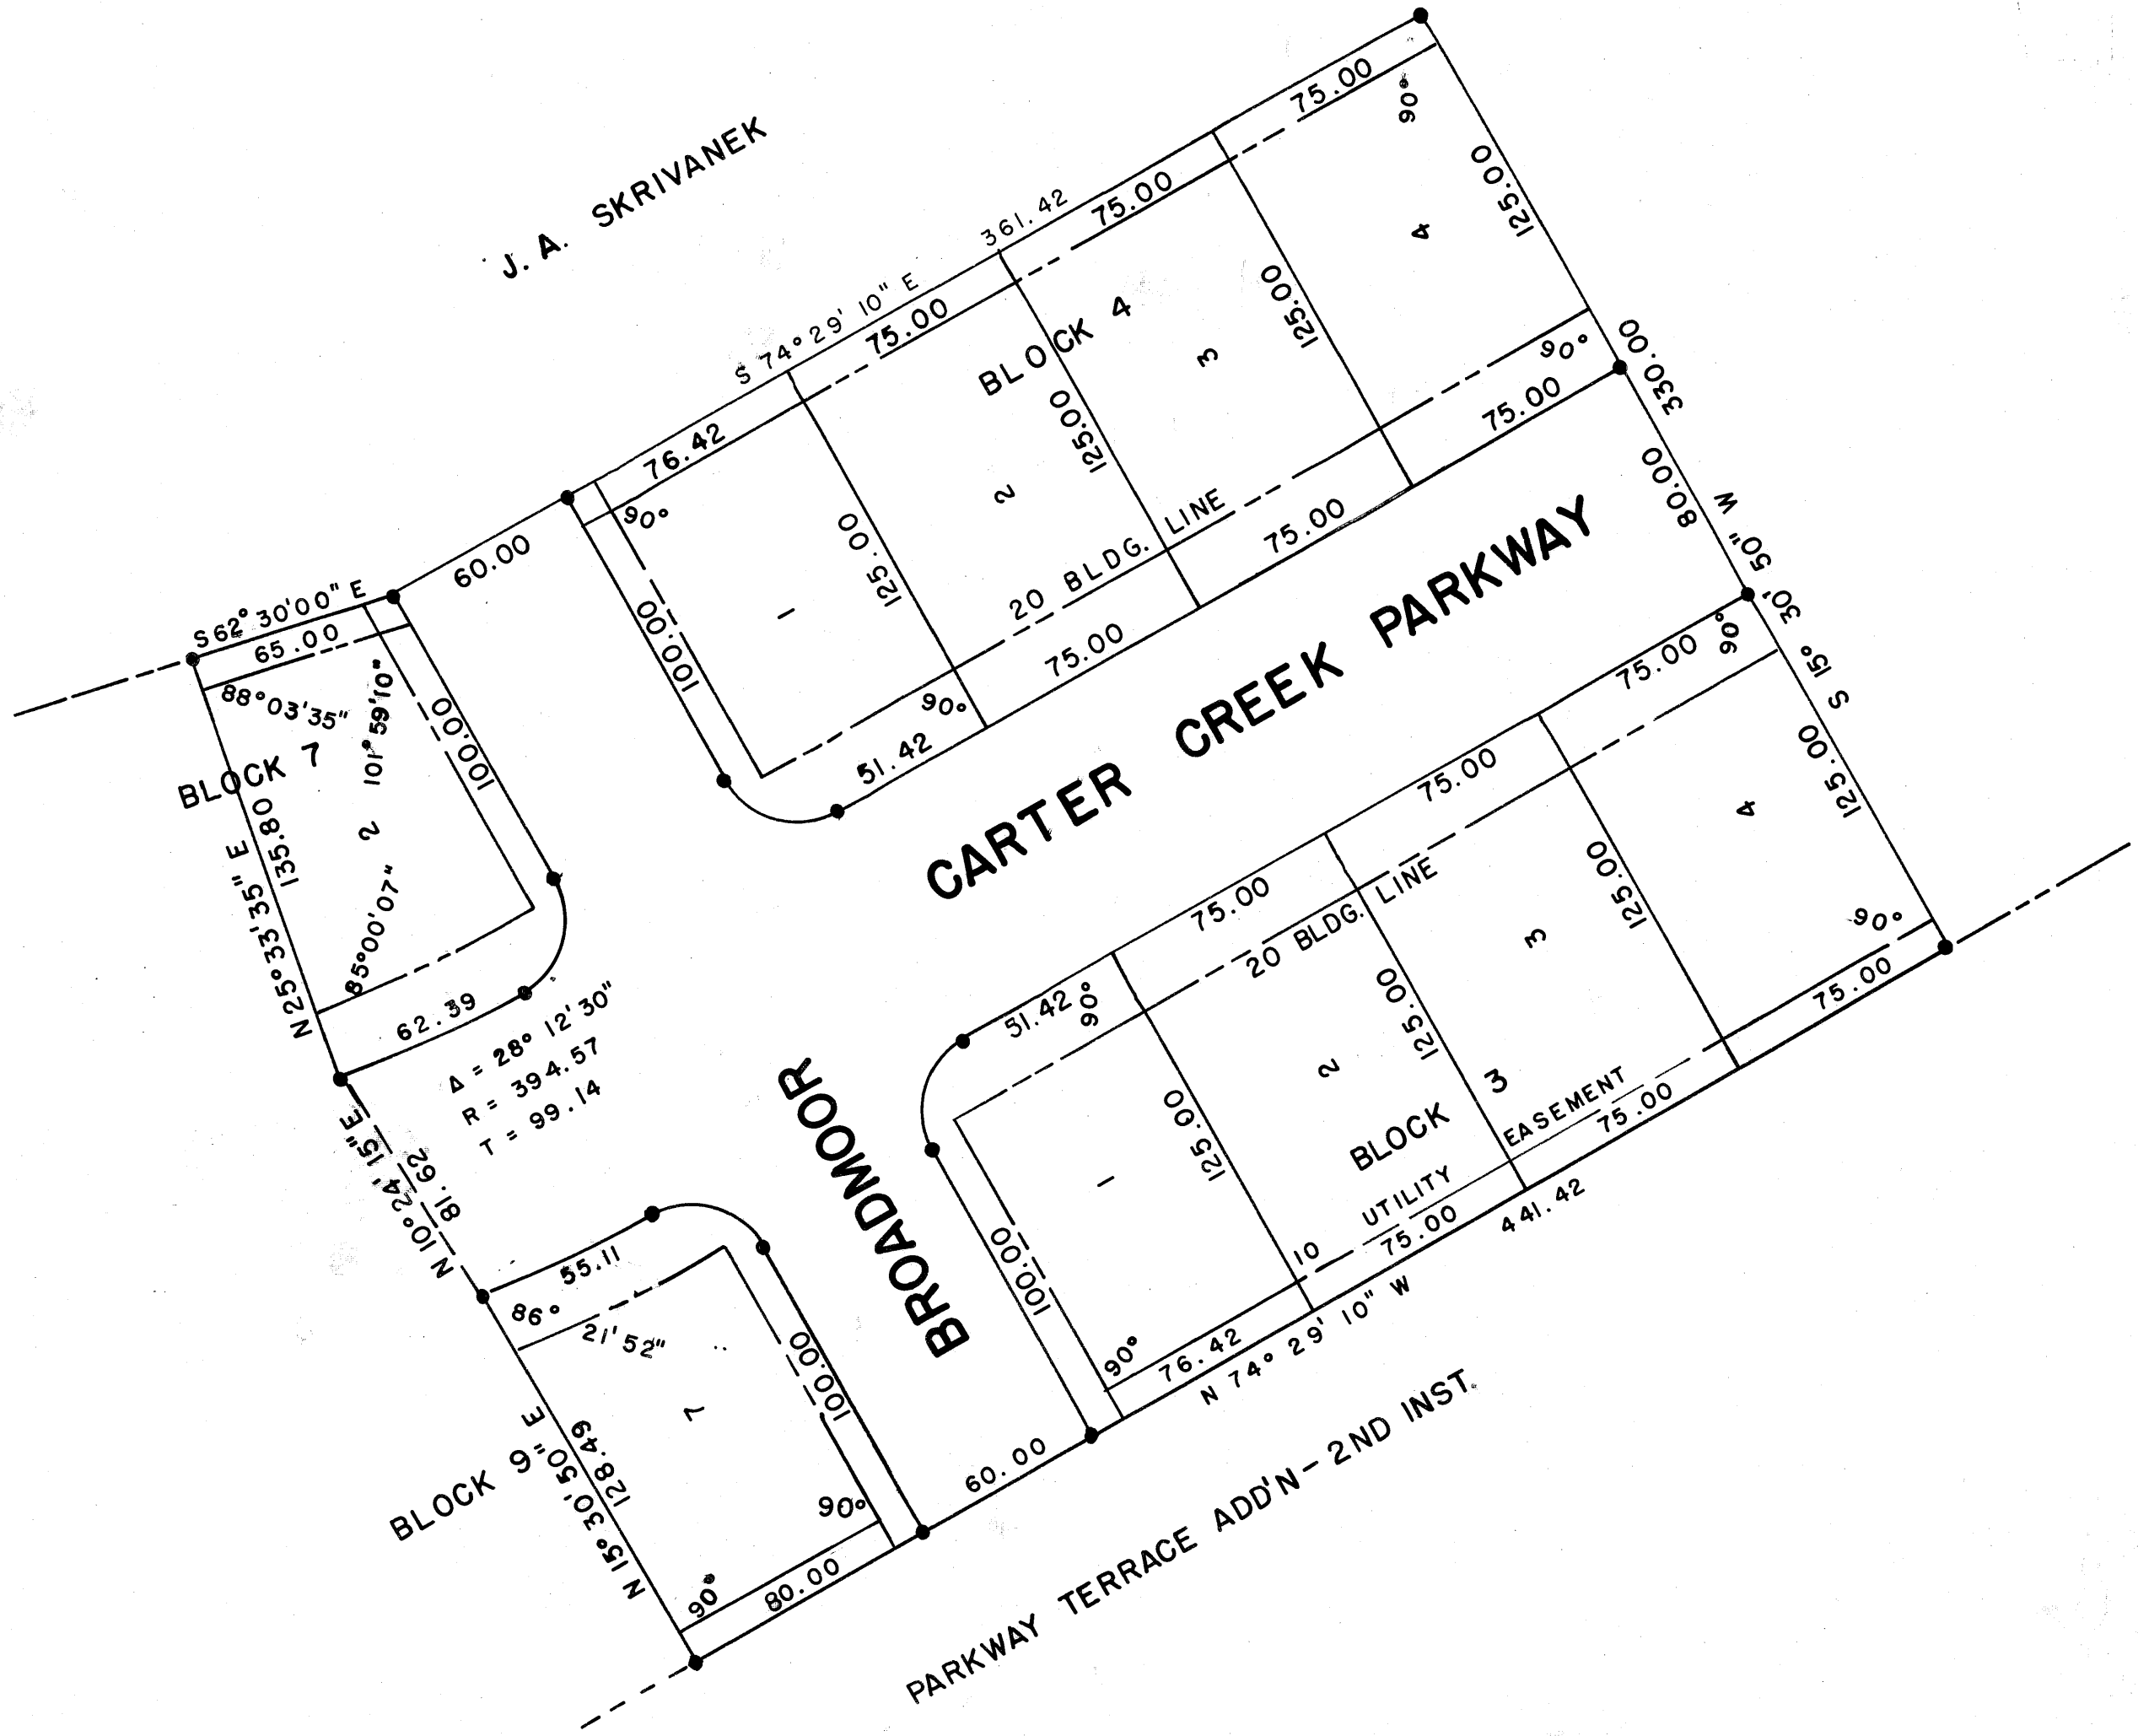 J. A. SKRIVANEK
S 74° 29' 10" E 361.42
75.00
90°
125.00
4
75.00
125.00
3
75.00
BLOCK 4
125.00
2
76.42
90°
125.00
1
100.00
20 BLDG. LINE
90°
90°
51.42
75.00
75.00
75.00
330.00
80.00
S 15° 30' 50" W
60.00
S 62° 30' 00" E
65.00
88° 03' 35"
101° 59' 10"
BLOCK 7
2
100.00
135.80
N 25° 33' 35" E
85° 00' 07"
62.39
Δ = 28° 12' 30"
R = 394.57
T = 99.14
CARTER CREEK PARKWAY
BROADMOOR
N 10° 24' 15" E
81.62
75.00
90°
125.00
4
75.00
20 BLDG. LINE
125.00
3
90°
75.00
75.00
125.00
2
BLOCK 3
51.42
90°
125.00
1
100.00
90°
10 UTILITY EASEMENT
76.42
75.00
75.00
N 74° 29' 10" W 441.42
55.11
86° 21' 52"
100.00
1
BLOCK 9
N 15° 30' 50" E
128.49
90°
90°
80.00
60.00
PARKWAY TERRACE ADD'N - 2ND INST.